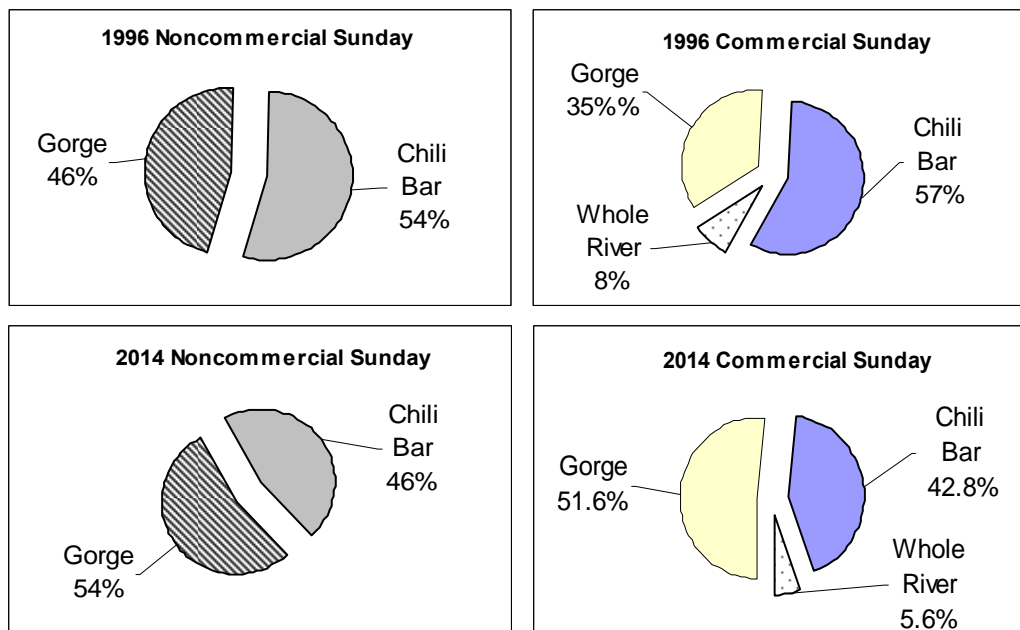 1996 Noncommercial Sunday
Gorge
46%
Chili
Bar
54%
1996 Commercial Sunday
Gorge
35%%
Chili
Bar
57%
Whole
River
8%
2014 Noncommercial Sunday
Chili
Bar
46%
Gorge
54%
2014 Commercial Sunday
Gorge
51.6%
Chili
Bar
42.8%
Whole
River
5.6%